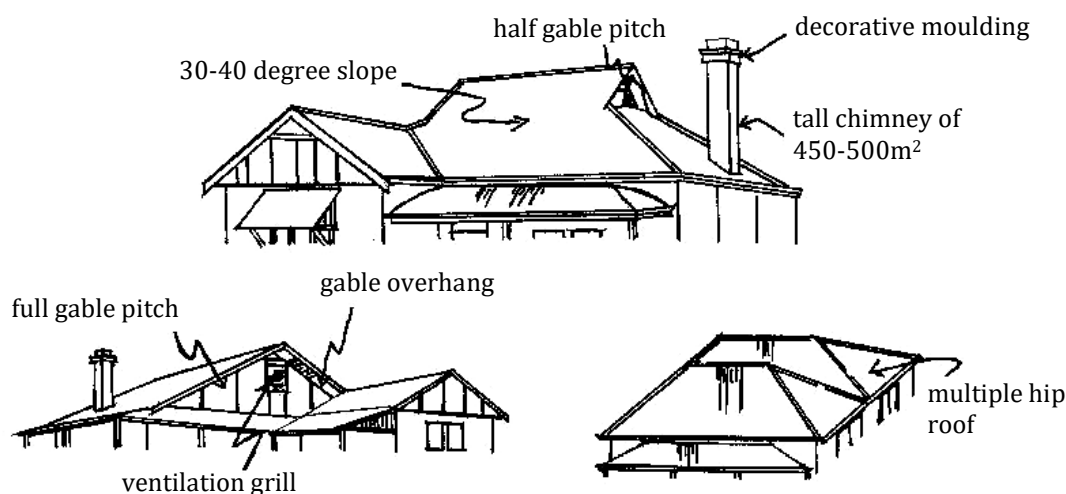 half gable pitch
decorative moulding
30-40 degree slope
tall chimney of
450-500m²
gable overhang
full gable pitch
multiple hip
roof
ventilation grill